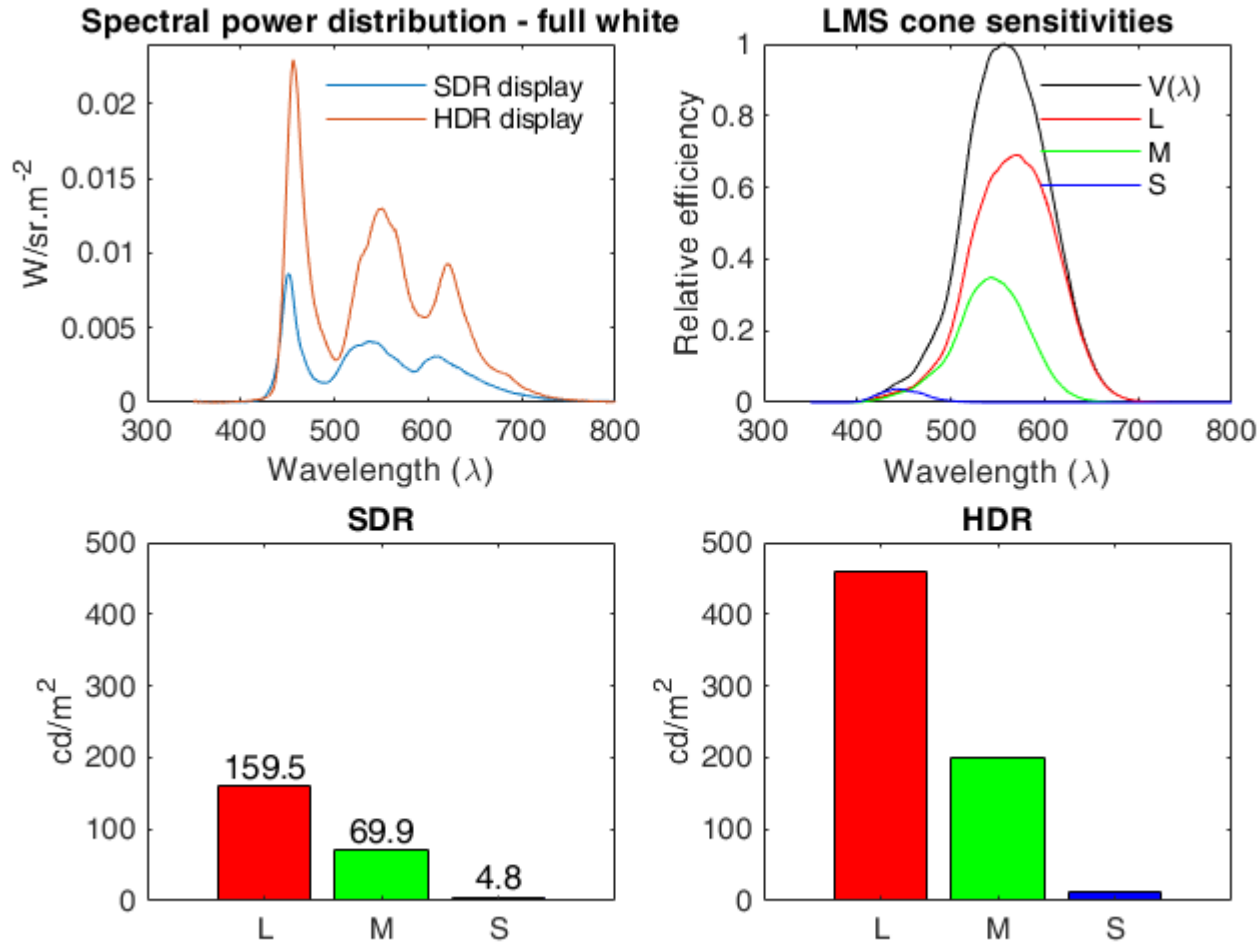 Spectral power distribution - full white
0.02
0.015
0.01
0.005
0
W/sr.m-2
SDR display
HDR display
300 400 500 600 700 800
Wavelength (λ)
LMS cone sensitivities
1
0.8
0.6
0.4
0.2
0
Relative efficiency
V(λ)
L
M
S
300 400 500 600 700 800
Wavelength (λ)
SDR
500
400
300
200
100
0
cd/m²
159.5
69.9
4.8
L M S
HDR
500
400
300
200
100
0
cd/m²
L M S